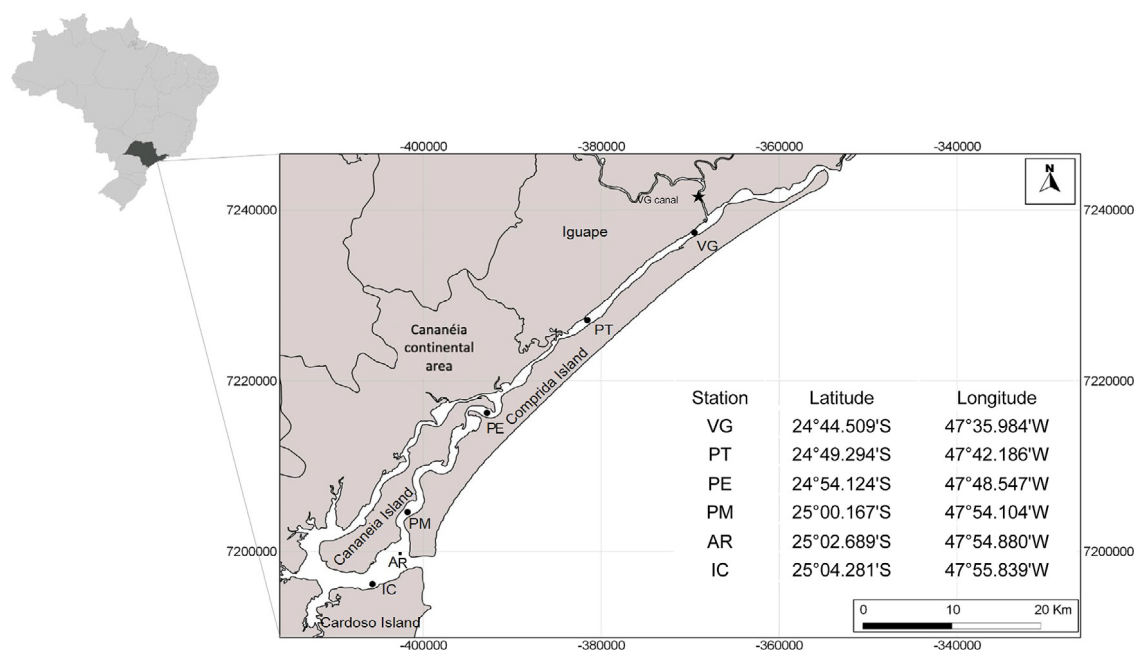 -400000 -380000 -360000 -340000
N
7240000 7240000
VG canal
Iguape
VG
PT
Cananéia
continental
area
7220000 7220000
Comprida Island
PE
Station Latitude Longitude
VG 24°44.509'S 47°35.984'W
PT 24°49.294'S 47°42.186'W
PE 24°54.124'S 47°48.547'W
PM 25°00.167'S 47°54.104'W
AR 25°02.689'S 47°54.880'W
IC 25°04.281'S 47°55.839'W
Cananeia Island
PM
7200000 7200000
AR
IC
Cardoso Island
0 10 20 Km
-400000 -380000 -360000 -340000